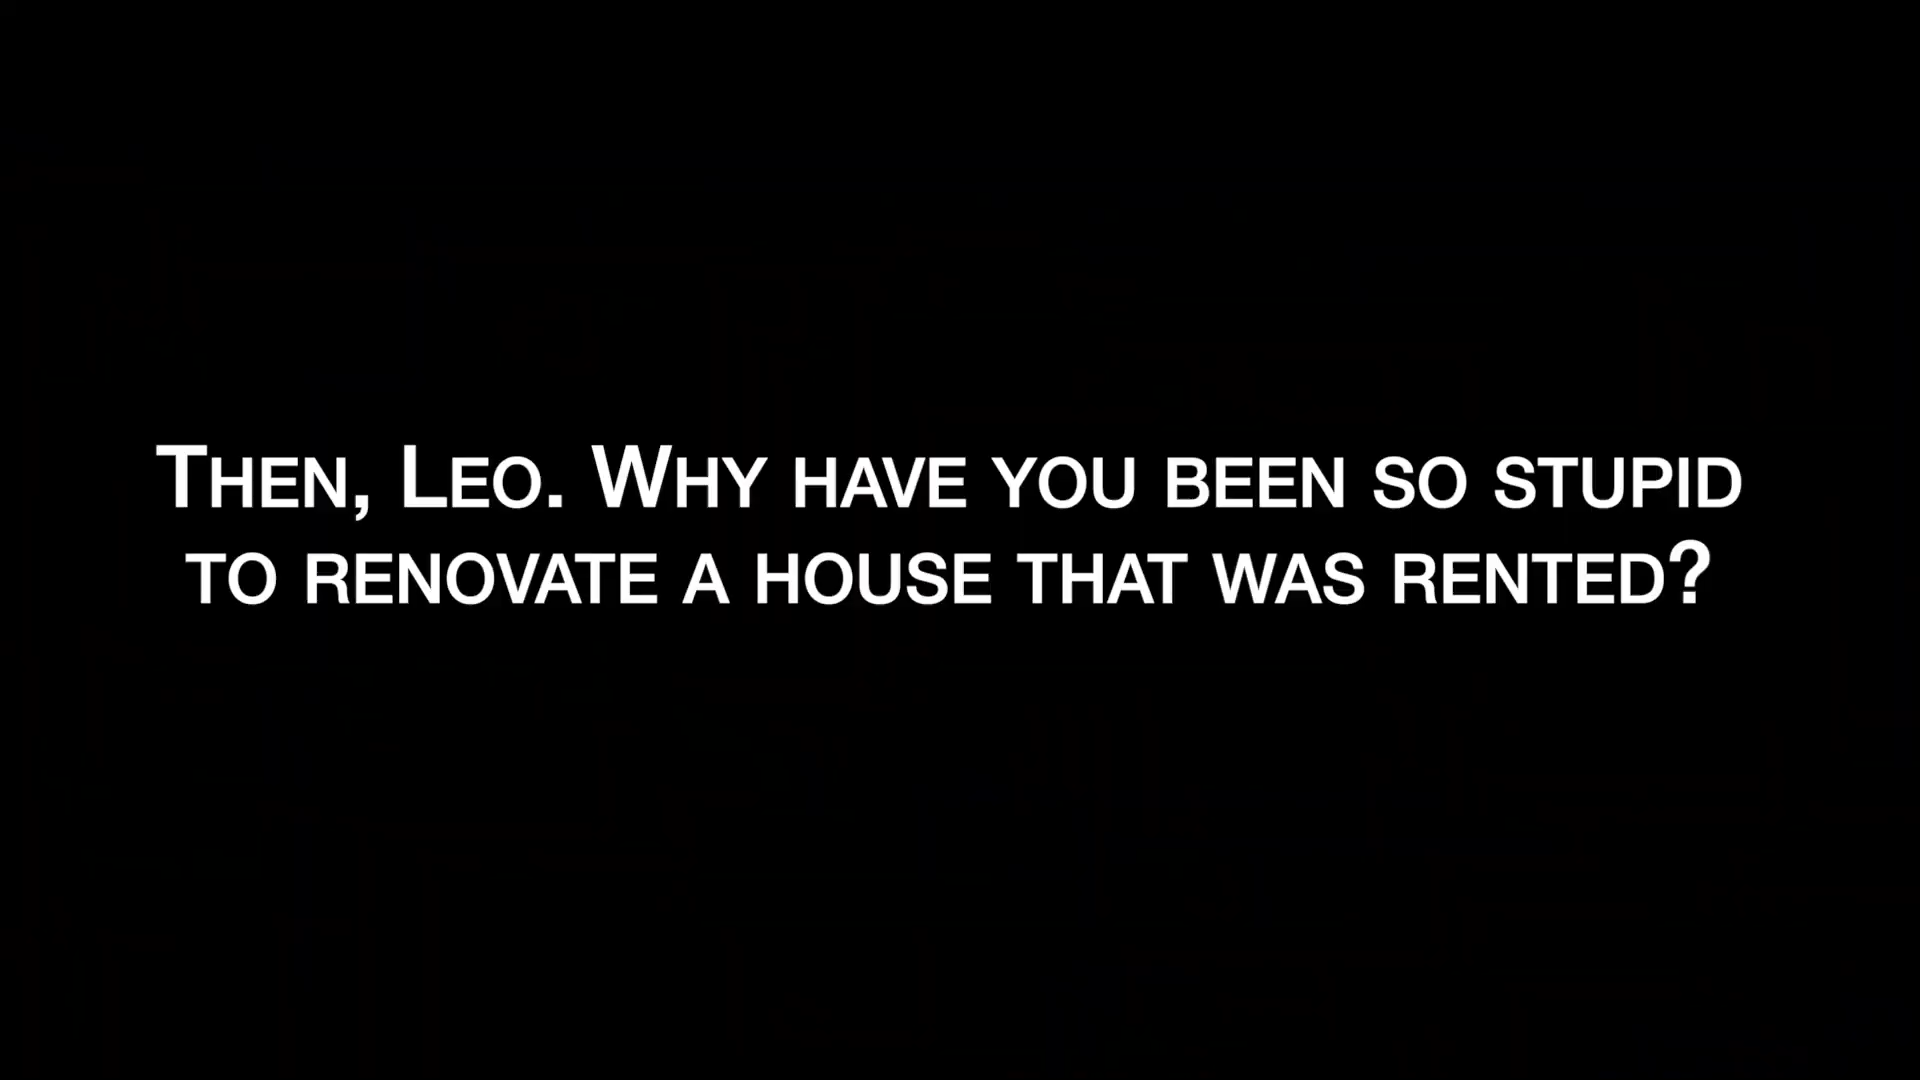 Then, Leo. Why have you been so stupid
to renovate a house that was rented?